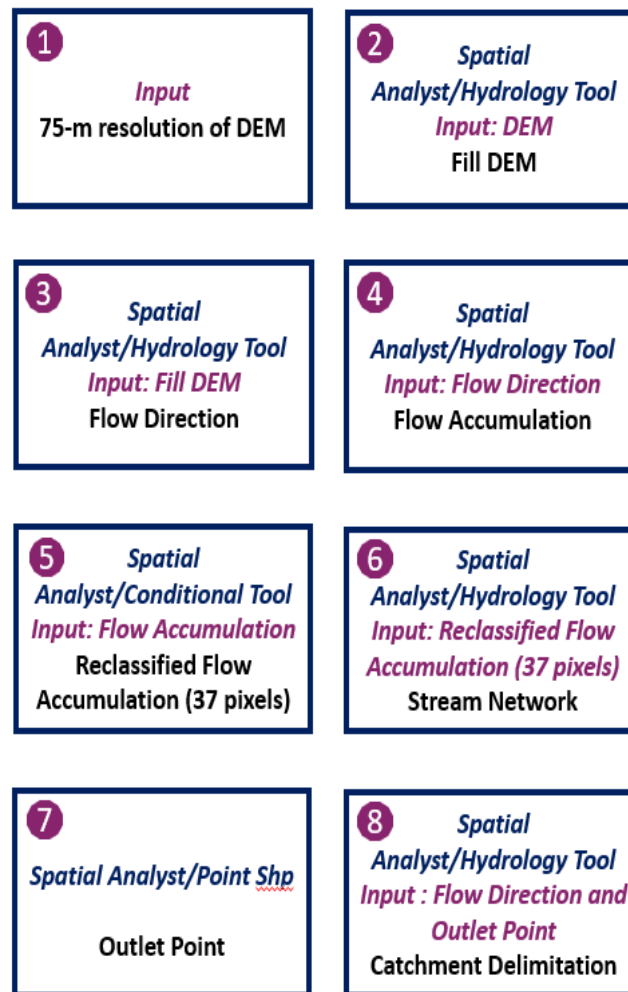 1
Input
75-m resolution of DEM
2
Spatial
Analyst/Hydrology Tool
Input: DEM
Fill DEM
3
Spatial
Analyst/Hydrology Tool
Input: Fill DEM
Flow Direction
4
Spatial
Analyst/Hydrology Tool
Input: Flow Direction
Flow Accumulation
5
Spatial
Analyst/Conditional Tool
Input: Flow Accumulation
Reclassified Flow
Accumulation (37 pixels)
6
Spatial
Analyst/Hydrology Tool
Input: Reclassified Flow
Accumulation (37 pixels)
Stream Network
7
Spatial Analyst/Point Shp
Outlet Point
8
Spatial
Analyst/Hydrology Tool
Input : Flow Direction and
Outlet Point
Catchment Delimitation